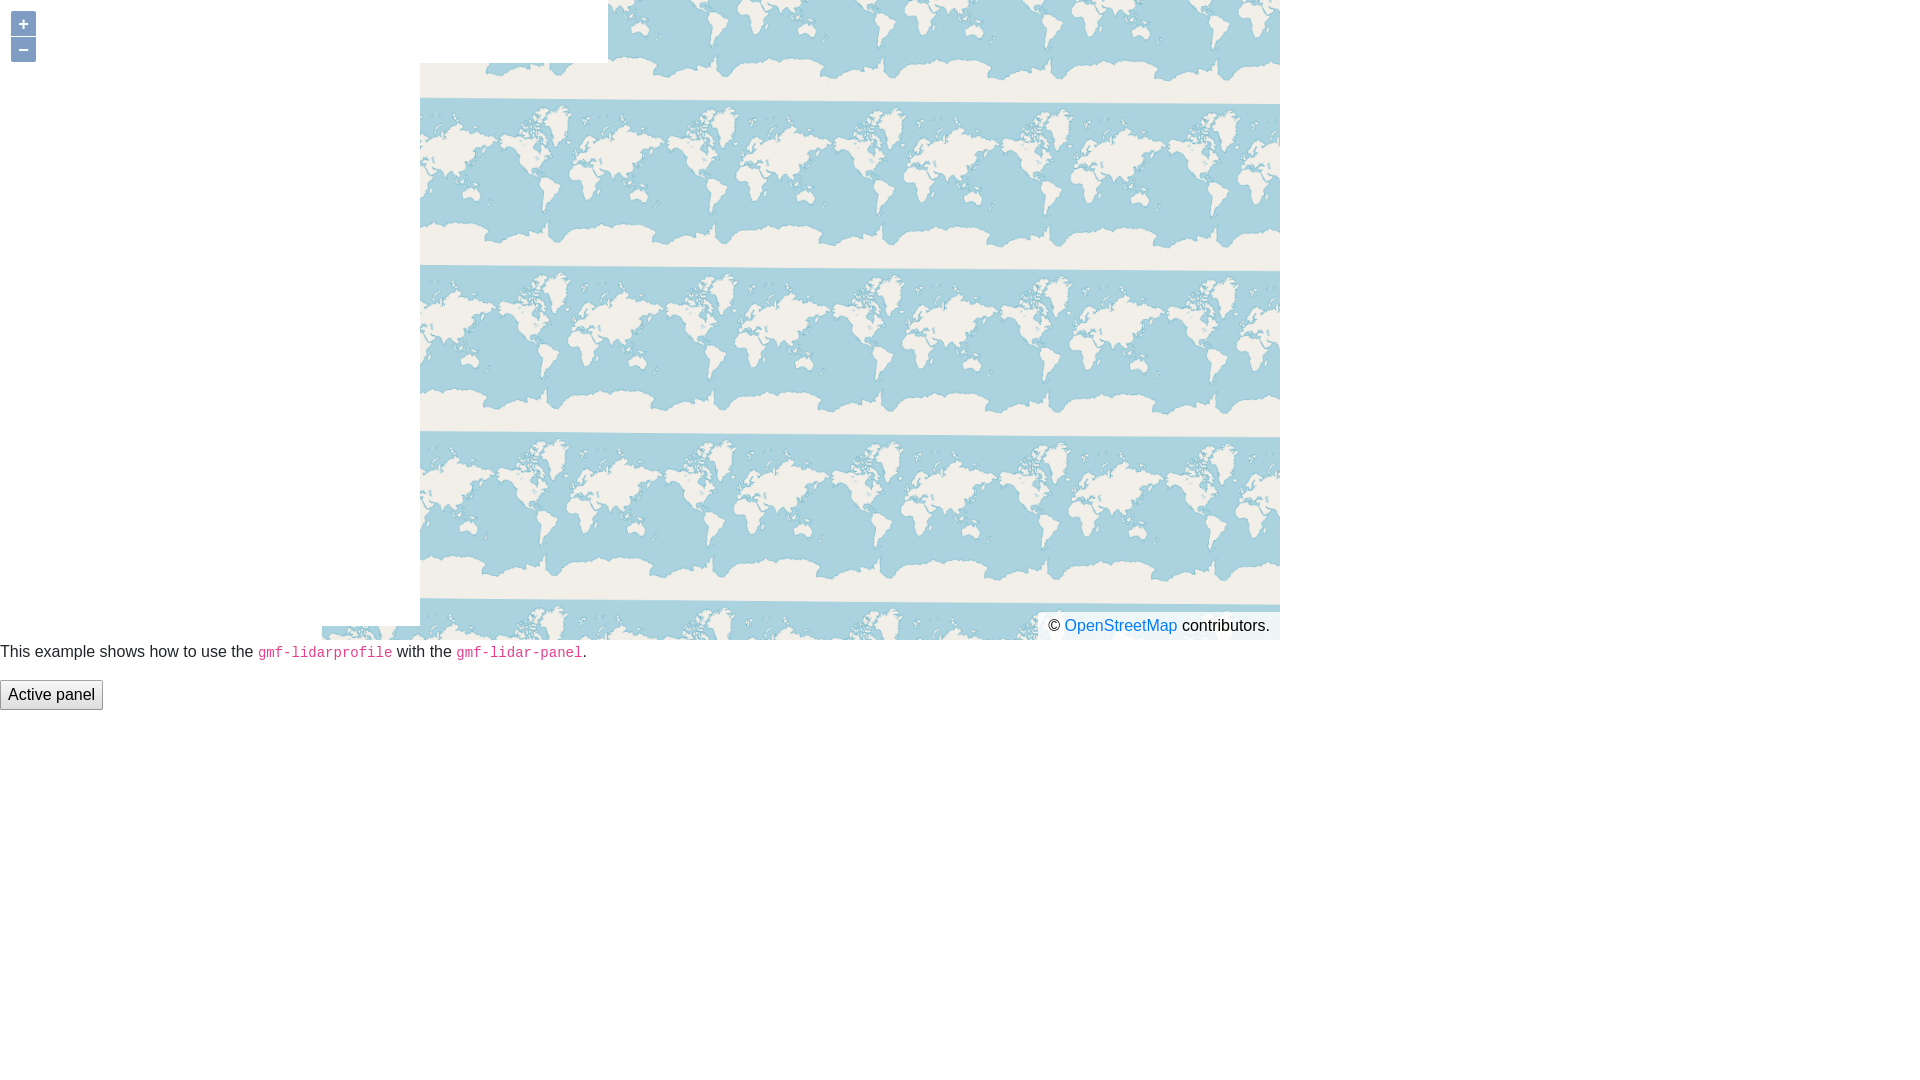 +
−
© OpenStreetMap contributors.
This example shows how to use the gmf-lidarprofile with the gmf-lidar-panel.
Active panel